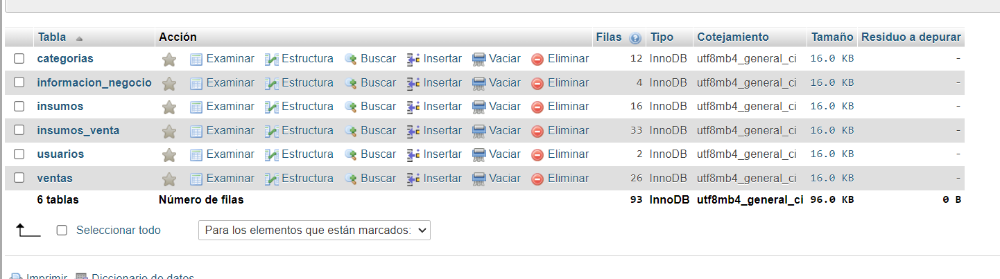 Tabla Acción Filas Tipo Cotejamiento Tamaño Residuo a depurar
categorias Examinar Estructura Buscar Insertar Vaciar Eliminar 12 InnoDB utf8mb4_general_ci 16.0 KB -
informacion_negocio Examinar Estructura Buscar Insertar Vaciar Eliminar 4 InnoDB utf8mb4_general_ci 16.0 KB -
insumos Examinar Estructura Buscar Insertar Vaciar Eliminar 16 InnoDB utf8mb4_general_ci 16.0 KB -
insumos_venta Examinar Estructura Buscar Insertar Vaciar Eliminar 33 InnoDB utf8mb4_general_ci 16.0 KB -
usuarios Examinar Estructura Buscar Insertar Vaciar Eliminar 2 InnoDB utf8mb4_general_ci 16.0 KB -
ventas Examinar Estructura Buscar Insertar Vaciar Eliminar 26 InnoDB utf8mb4_general_ci 16.0 KB -
6 tablas Número de filas 93 InnoDB utf8mb4_general_ci 96.0 KB 0 B
Seleccionar todo Para los elementos que están marcados:
Imprimir Diccionario de datos